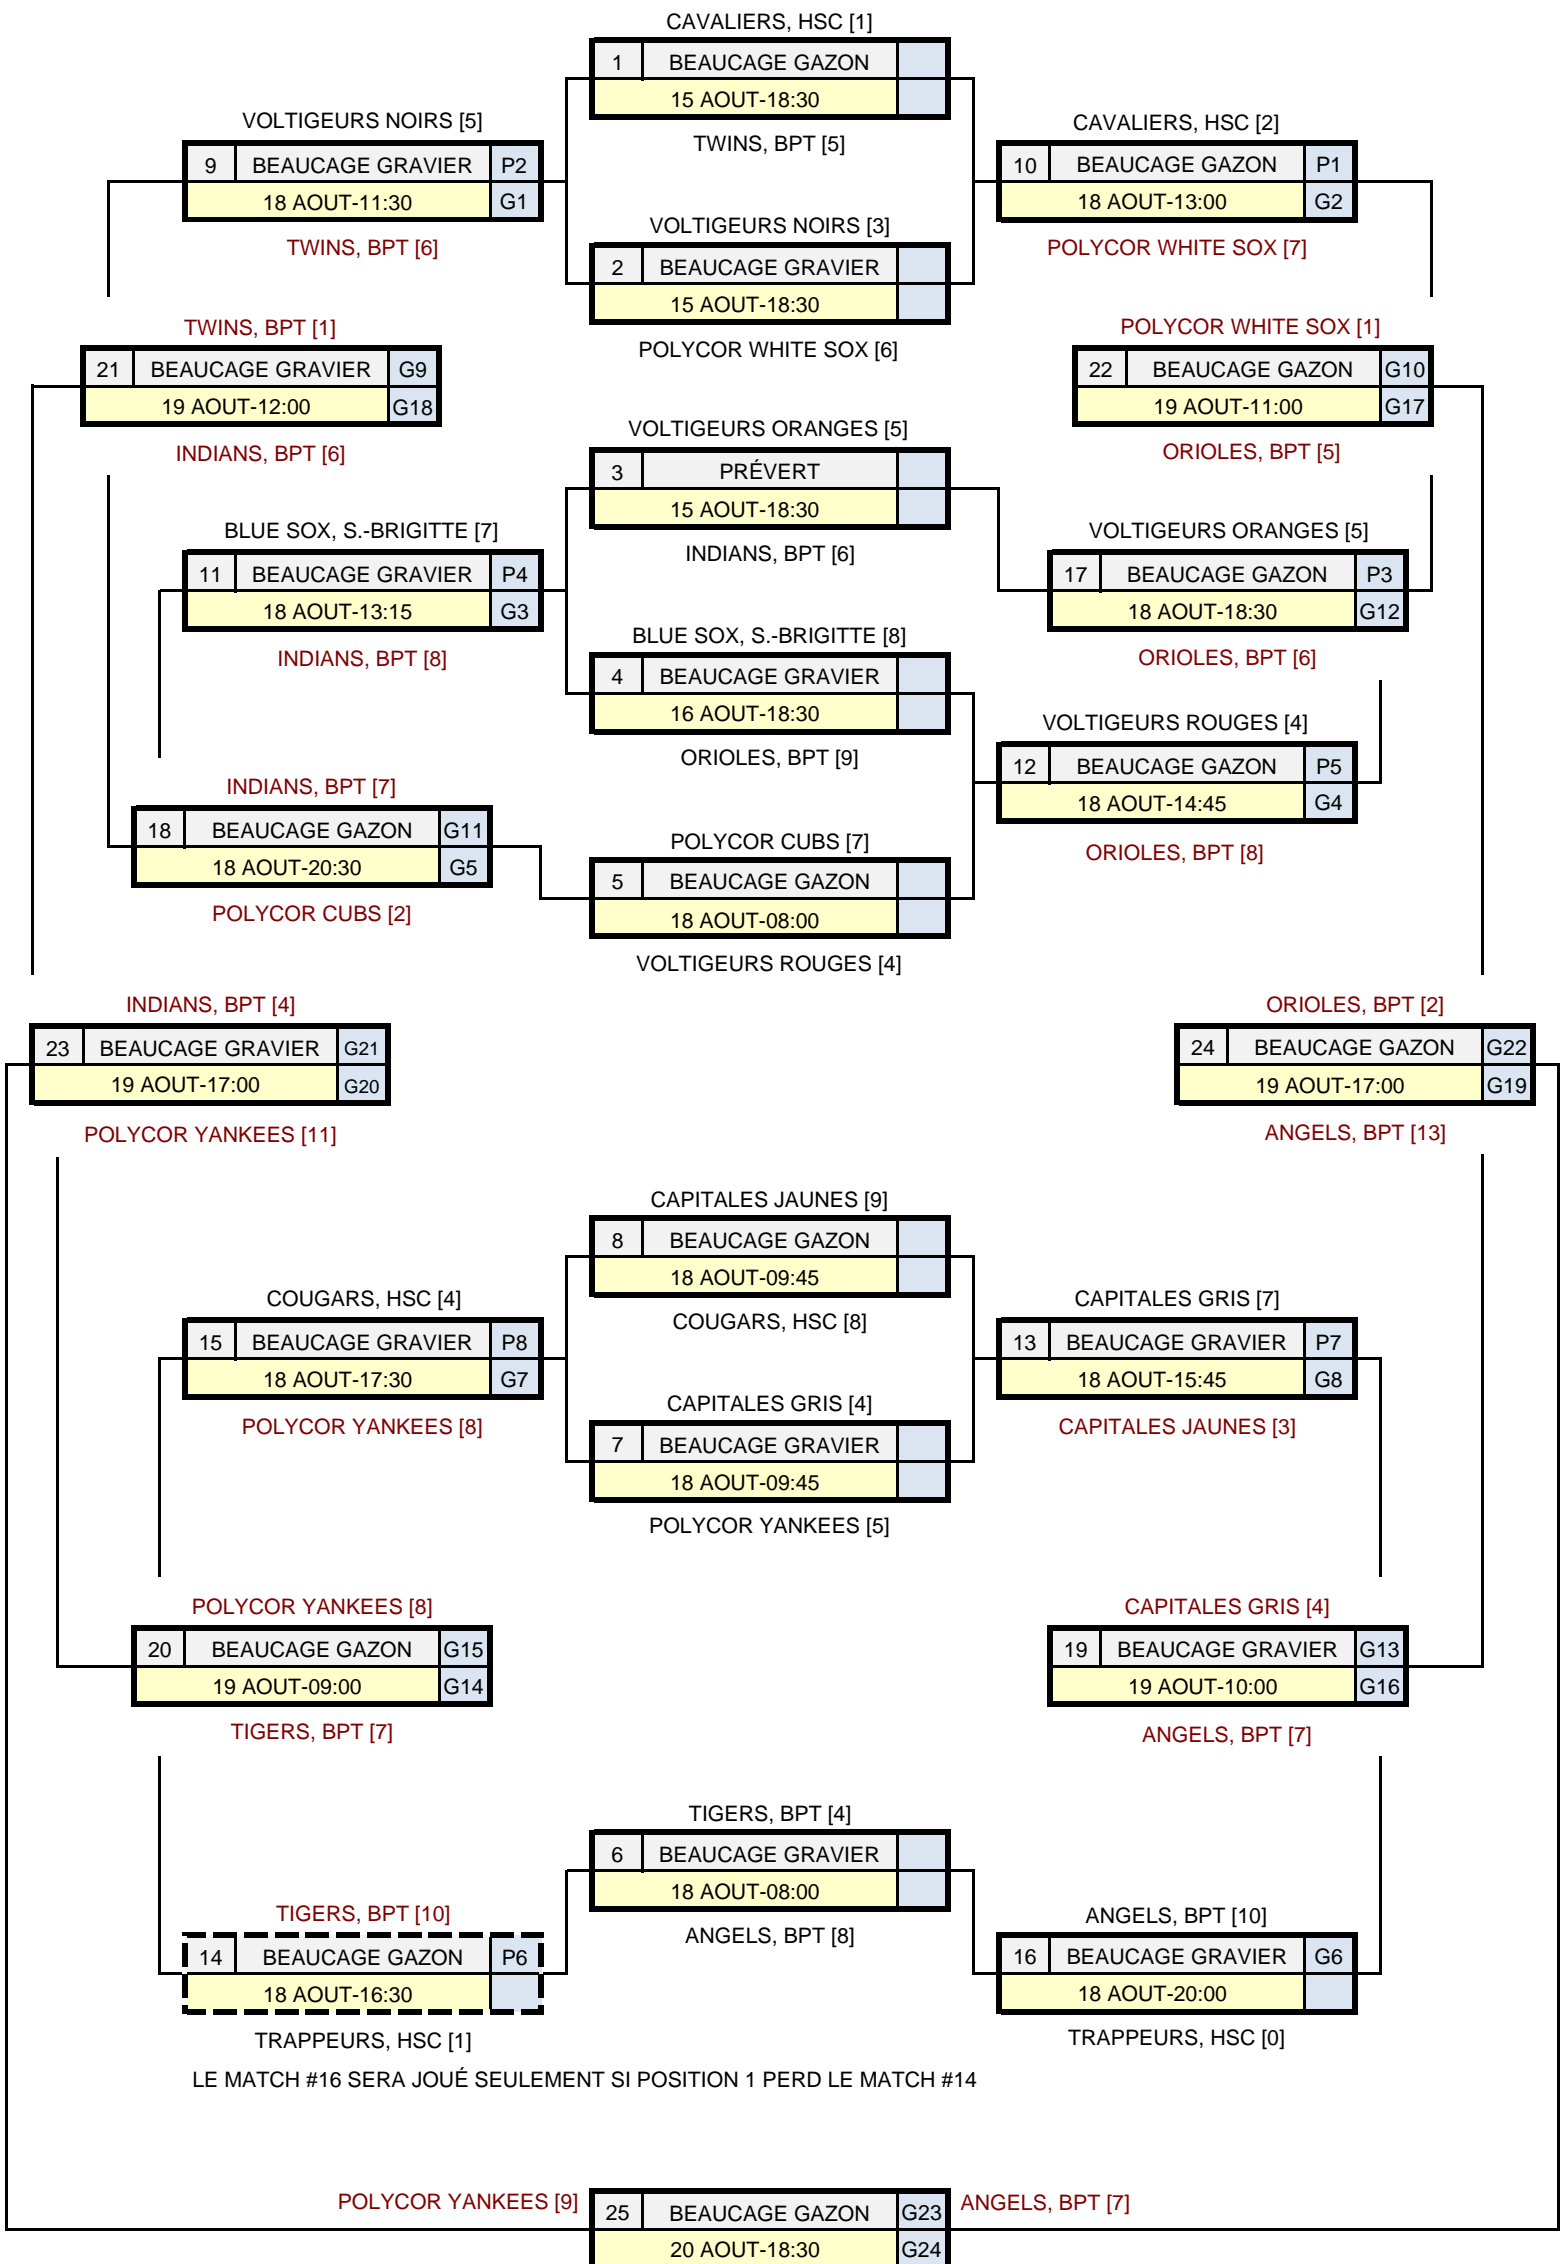 CAVALIERS, HSC [1]
1 BEAUCAGE GAZON
15 AOUT-18:30
TWINS, BPT [5]
VOLTIGEURS NOIRS [5]
9 BEAUCAGE GRAVIER P2
18 AOUT-11:30 G1
TWINS, BPT [6]
CAVALIERS, HSC [2]
10 BEAUCAGE GAZON P1
18 AOUT-13:00 G2
POLYCOR WHITE SOX [7]
VOLTIGEURS NOIRS [3]
2 BEAUCAGE GRAVIER
15 AOUT-18:30
POLYCOR WHITE SOX [6]
TWINS, BPT [1]
21 BEAUCAGE GRAVIER G9
19 AOUT-12:00 G18
INDIANS, BPT [6]
POLYCOR WHITE SOX [1]
22 BEAUCAGE GAZON G10
19 AOUT-11:00 G17
ORIOLES, BPT [5]
VOLTIGEURS ORANGES [5]
3 PRÉVERT
15 AOUT-18:30
INDIANS, BPT [6]
BLUE SOX, S.-BRIGITTE [7]
11 BEAUCAGE GRAVIER P4
18 AOUT-13:15 G3
INDIANS, BPT [8]
VOLTIGEURS ORANGES [5]
17 BEAUCAGE GAZON P3
18 AOUT-18:30 G12
ORIOLES, BPT [6]
BLUE SOX, S.-BRIGITTE [8]
4 BEAUCAGE GRAVIER
16 AOUT-18:30
ORIOLES, BPT [9]
VOLTIGEURS ROUGES [4]
12 BEAUCAGE GAZON P5
18 AOUT-14:45 G4
ORIOLES, BPT [8]
INDIANS, BPT [7]
18 BEAUCAGE GAZON G11
18 AOUT-20:30 G5
POLYCOR CUBS [2]
POLYCOR CUBS [7]
5 BEAUCAGE GAZON
18 AOUT-08:00
VOLTIGEURS ROUGES [4]
INDIANS, BPT [4]
23 BEAUCAGE GRAVIER G21
19 AOUT-17:00 G20
POLYCOR YANKEES [11]
ORIOLES, BPT [2]
24 BEAUCAGE GAZON G22
19 AOUT-17:00 G19
ANGELS, BPT [13]
CAPITALES JAUNES [9]
8 BEAUCAGE GAZON
18 AOUT-09:45
COUGARS, HSC [8]
COUGARS, HSC [4]
15 BEAUCAGE GRAVIER P8
18 AOUT-17:30 G7
POLYCOR YANKEES [8]
CAPITALES GRIS [7]
13 BEAUCAGE GRAVIER P7
18 AOUT-15:45 G8
CAPITALES JAUNES [3]
CAPITALES GRIS [4]
7 BEAUCAGE GRAVIER
18 AOUT-09:45
POLYCOR YANKEES [5]
POLYCOR YANKEES [8]
20 BEAUCAGE GAZON G15
19 AOUT-09:00 G14
TIGERS, BPT [7]
CAPITALES GRIS [4]
19 BEAUCAGE GRAVIER G13
19 AOUT-10:00 G16
ANGELS, BPT [7]
TIGERS, BPT [4]
6 BEAUCAGE GRAVIER
18 AOUT-08:00
ANGELS, BPT [8]
TIGERS, BPT [10]
14 BEAUCAGE GAZON P6
18 AOUT-16:30
TRAPPEURS, HSC [1]
ANGELS, BPT [10]
16 BEAUCAGE GRAVIER G6
18 AOUT-20:00
TRAPPEURS, HSC [0]
LE MATCH #16 SERA JOUÉ SEULEMENT SI POSITION 1 PERD LE MATCH #14
POLYCOR YANKEES [9] 25 BEAUCAGE GAZON G23 ANGELS, BPT [7]
20 AOUT-18:30 G24